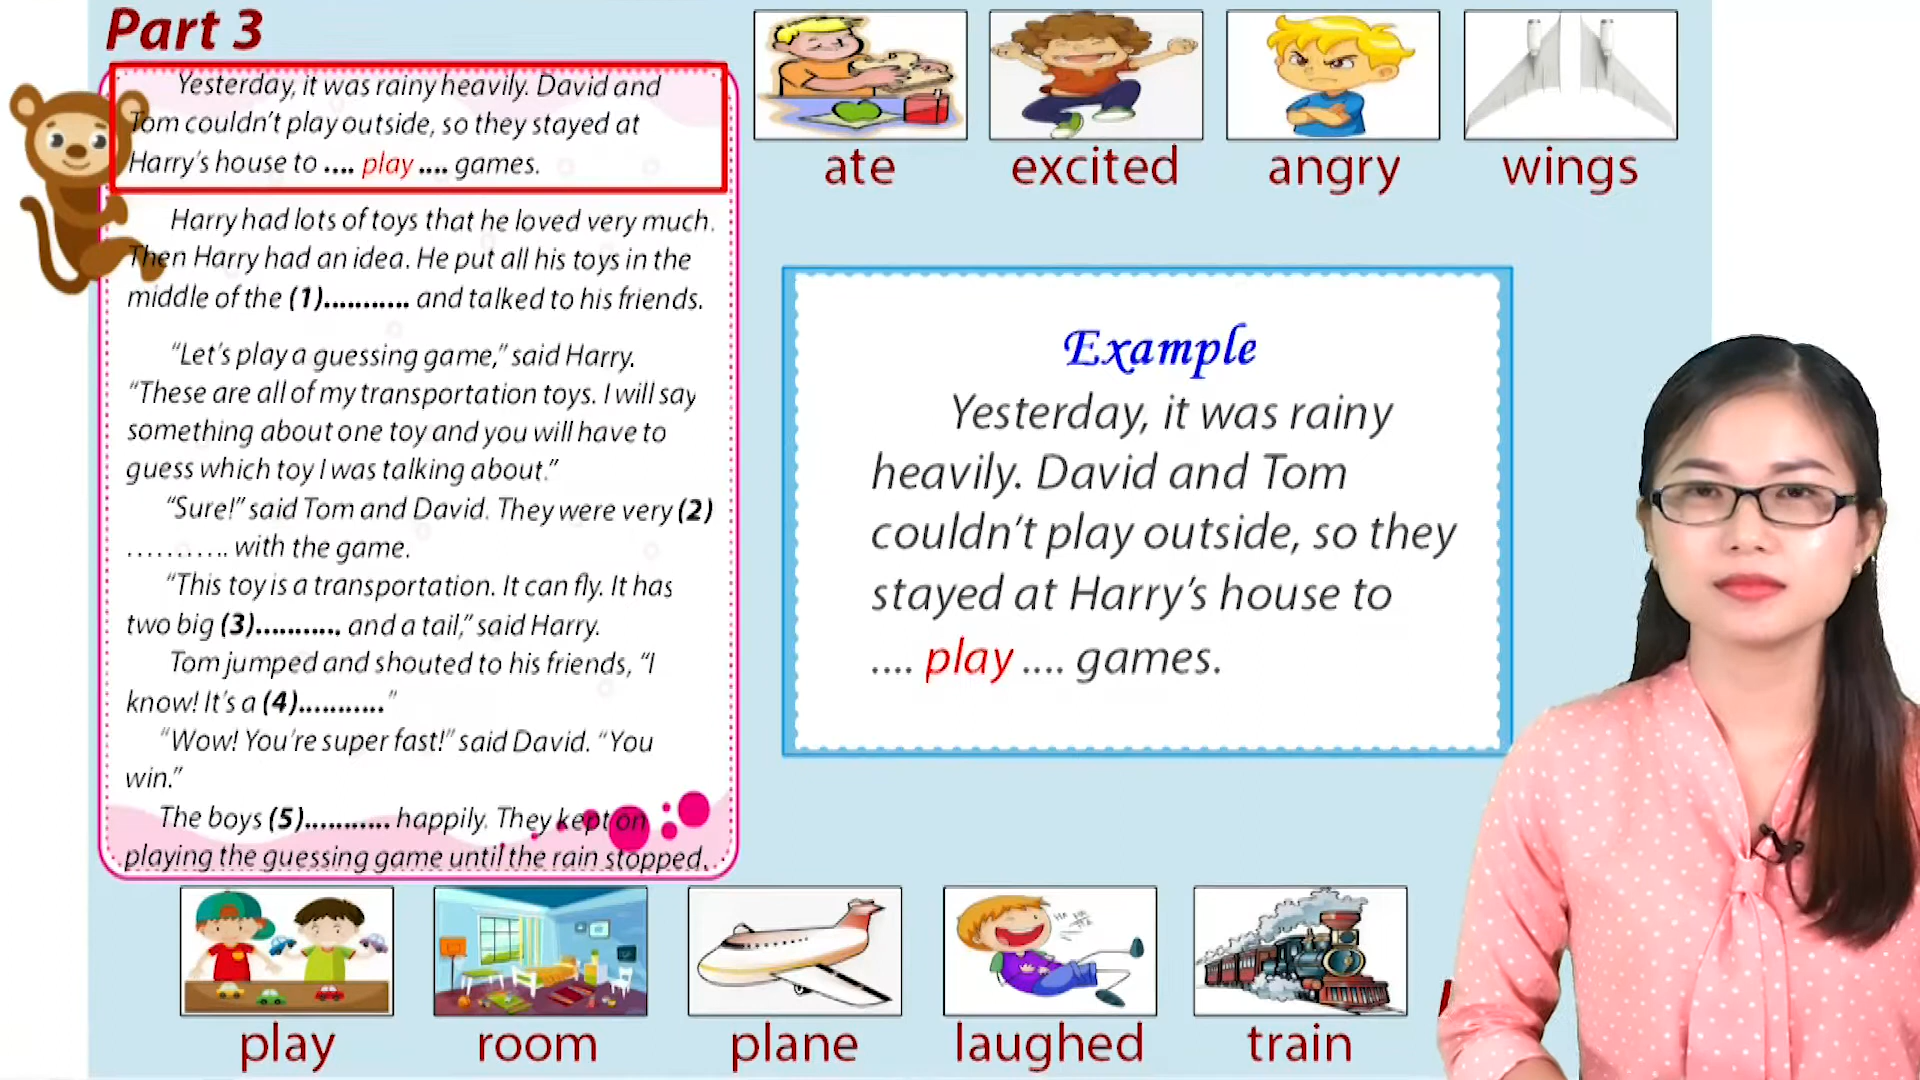 Part 3
Yesterday, it was rainy heavily. David and
Tom couldn't play outside, so they stayed at
Harry's house to .... play .... games.
Harry had lots of toys that he loved very much.
Then Harry had an idea. He put all his toys in the
middle of the (1)........... and talked to his friends.
"Let's play a guessing game," said Harry.
"These are all of my transportation toys. I will say
something about one toy and you will have to
guess which toy I was talking about."
"Sure!" said Tom and David. They were very (2)
........... with the game.
"This toy is a transportation. It can fly. It has
two big (3)........... and a tail," said Harry.
Tom jumped and shouted to his friends, "I
know! It's a (4)..........."
"Wow! You're super fast!" said David. "You
win."
The boys (5)........... happily. They kept on
playing the guessing game until the rain stopped.
ate
excited
angry
wings
Example
Yesterday, it was rainy
heavily. David and Tom
couldn't play outside, so they
stayed at Harry's house to
.... play .... games.
play
room
plane
laughed
train